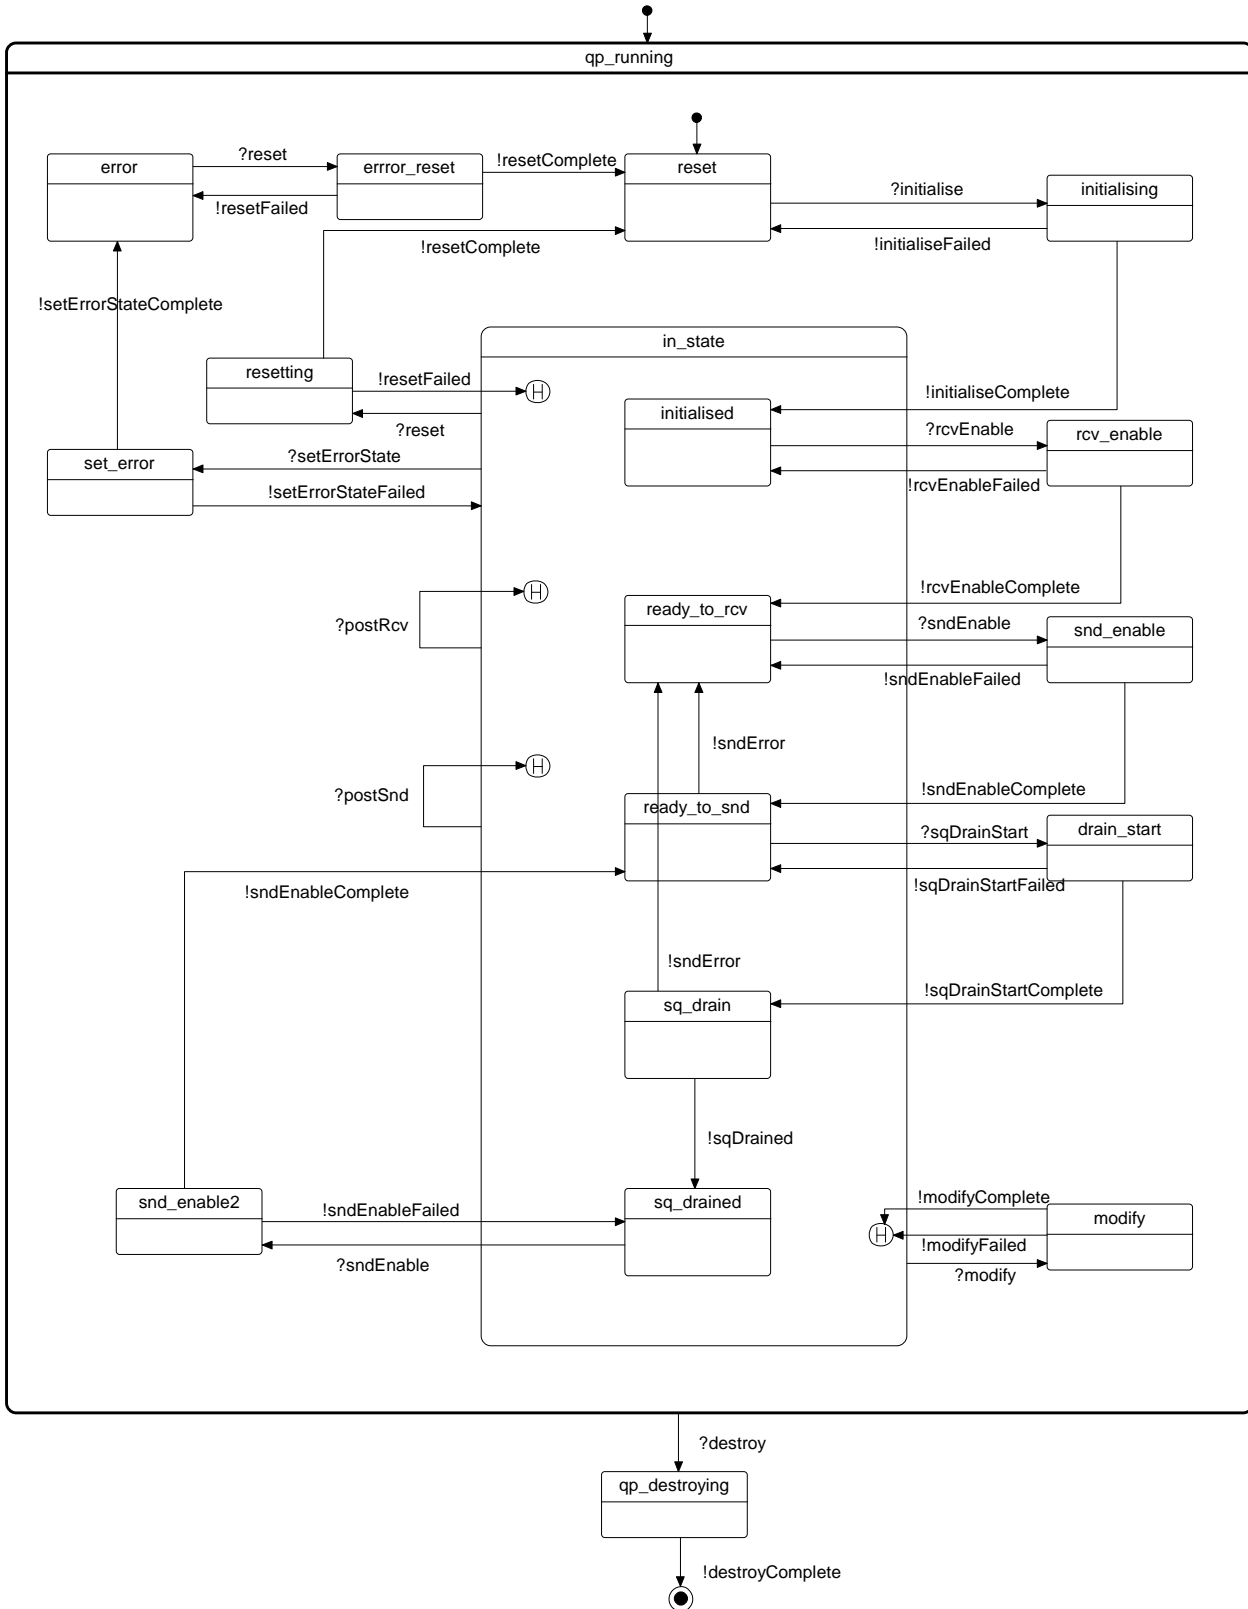 qp_running
error
?reset
errror_reset
!resetComplete
reset
?initialise
initialising
!resetFailed
!resetComplete
!initialiseFailed
!setErrorStateComplete
in_state
resetting
!resetFailed
?reset
initialised
!initialiseComplete
?rcvEnable
rcv_enable
!rcvEnableFailed
set_error
?setErrorState
!setErrorStateFailed
H
H
?postRcv
ready_to_rcv
!rcvEnableComplete
?sndEnable
snd_enable
!sndEnableFailed
!sndError
H
?postSnd
ready_to_snd
!sndEnableComplete
?sqDrainStart
drain_start
!sqDrainStartFailed
!sndEnableComplete
!sndError
sq_drain
!sqDrainStartComplete
!sqDrained
snd_enable2
!sndEnableFailed
?sndEnable
sq_drained
!modifyComplete
modify
H
!modifyFailed
?modify
?destroy
qp_destroying
!destroyComplete